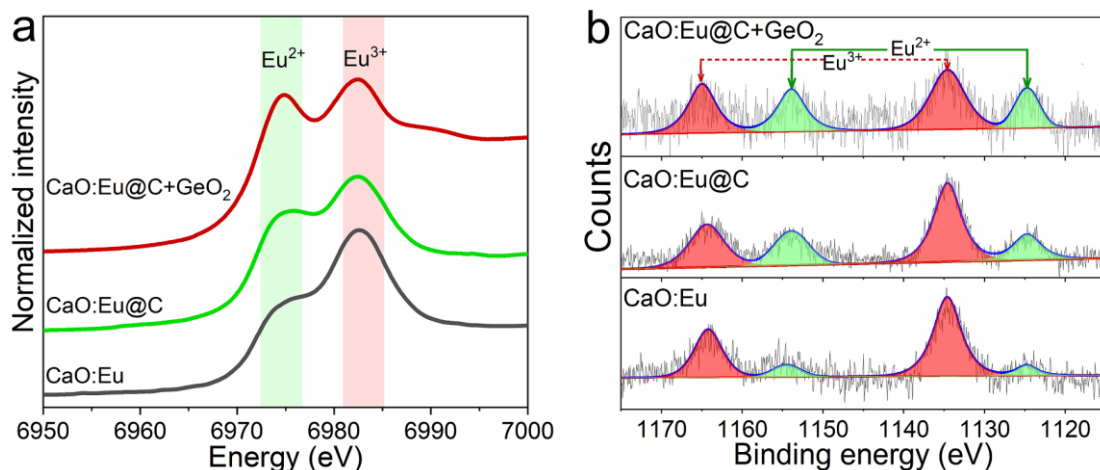 a
Eu²⁺
Eu³⁺
CaO:Eu@C+GeO₂
CaO:Eu@C
CaO:Eu
Normalized intensity
6950 6960 6970 6980 6990 7000
Energy (eV)
b
CaO:Eu@C+GeO₂
Eu²⁺
Eu³⁺
CaO:Eu@C
CaO:Eu
Counts
1170 1160 1150 1140 1130 1120
Binding energy (eV)